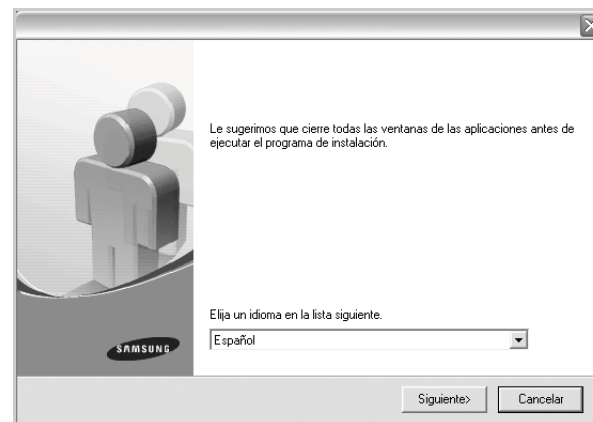 Le sugerimos que cierre todas las ventanas de las aplicaciones antes de
ejecutar el programa de instalación.
Elija un idioma en la lista siguiente.
Español
SAMSUNG
Siguiente>
Cancelar